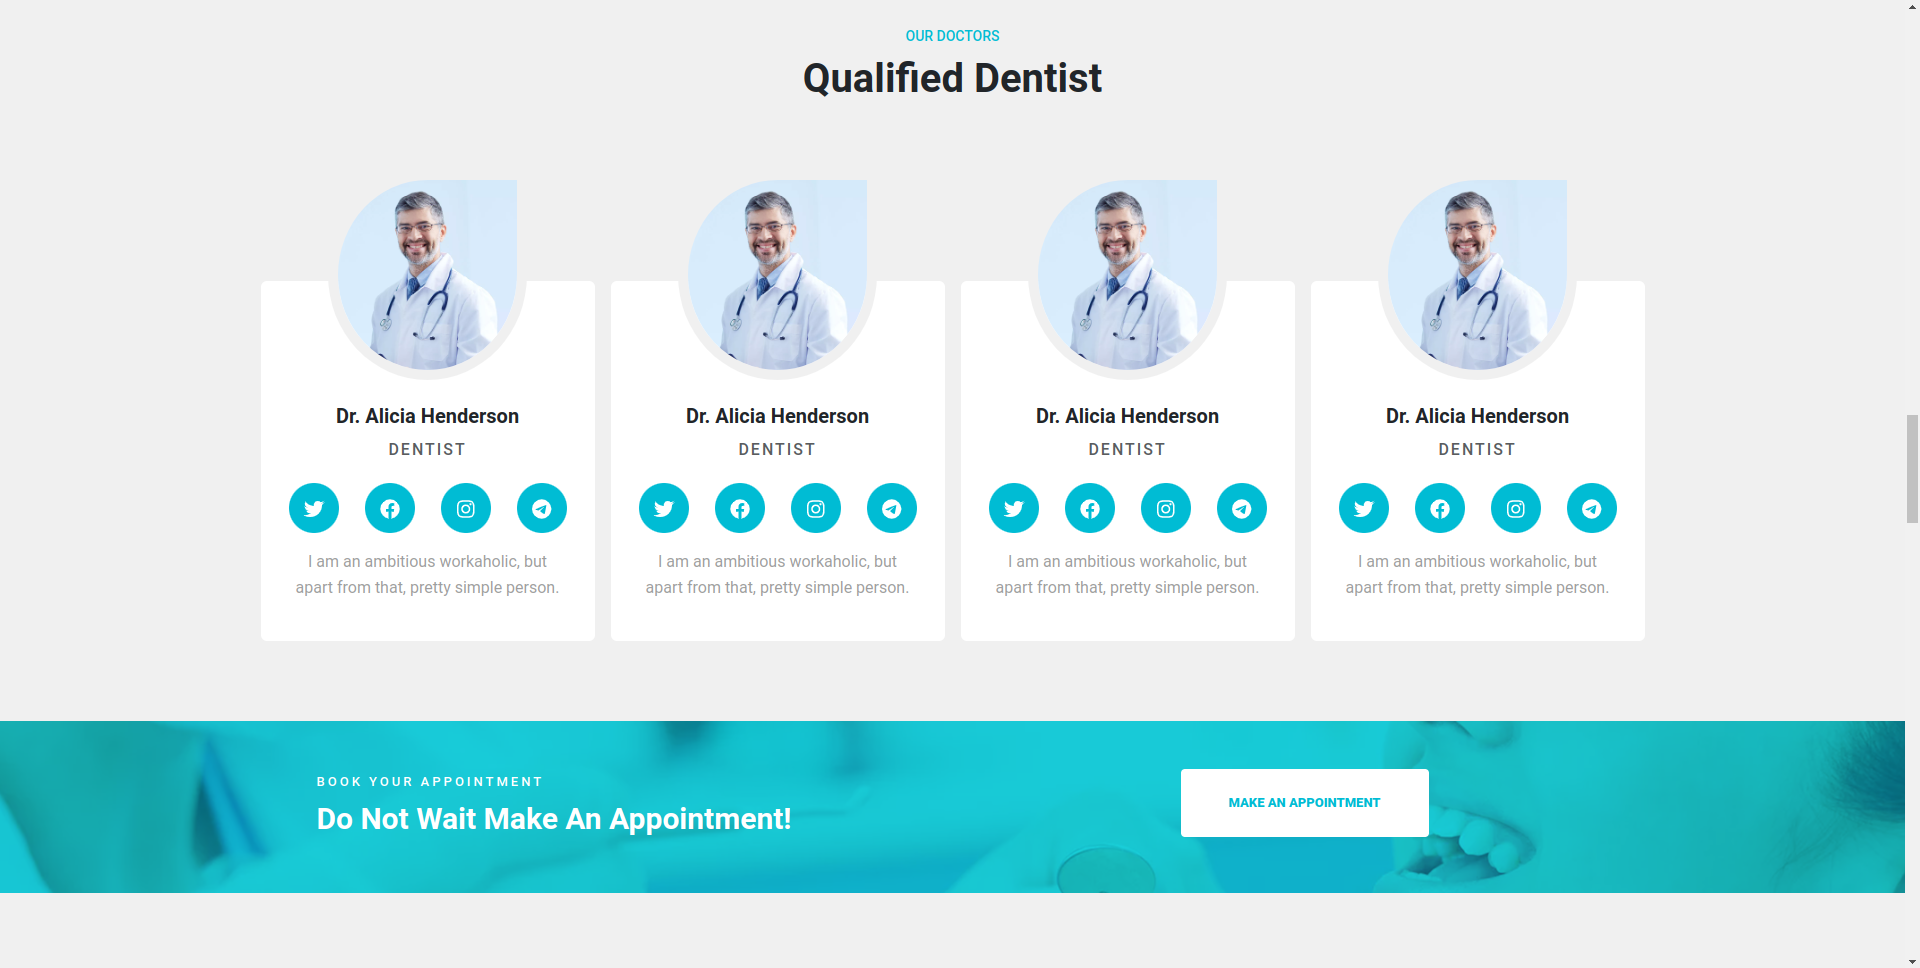 OUR DOCTORS
Qualified Dentist
Dr. Alicia Henderson
DENTIST
I am an ambitious workaholic, but
apart from that, pretty simple person.
Dr. Alicia Henderson
DENTIST
I am an ambitious workaholic, but
apart from that, pretty simple person.
Dr. Alicia Henderson
DENTIST
I am an ambitious workaholic, but
apart from that, pretty simple person.
Dr. Alicia Henderson
DENTIST
I am an ambitious workaholic, but
apart from that, pretty simple person.
BOOK YOUR APPOINTMENT
Do Not Wait Make An Appointment!
MAKE AN APPOINTMENT